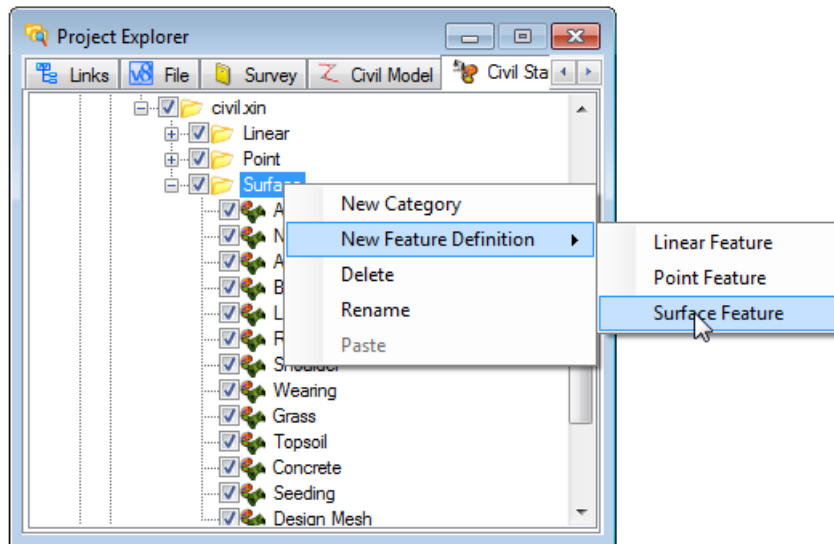 Project Explorer
Links File Survey Civil Model Civil Sta
civil.xin
Linear
Point
Surface
New Category
New Feature Definition
Delete
Rename
Paste
Linear Feature
Point Feature
Surface Feature
A
N
A
B
L
R
Shoulder
Wearing
Grass
Topsoil
Concrete
Seeding
Design Mesh